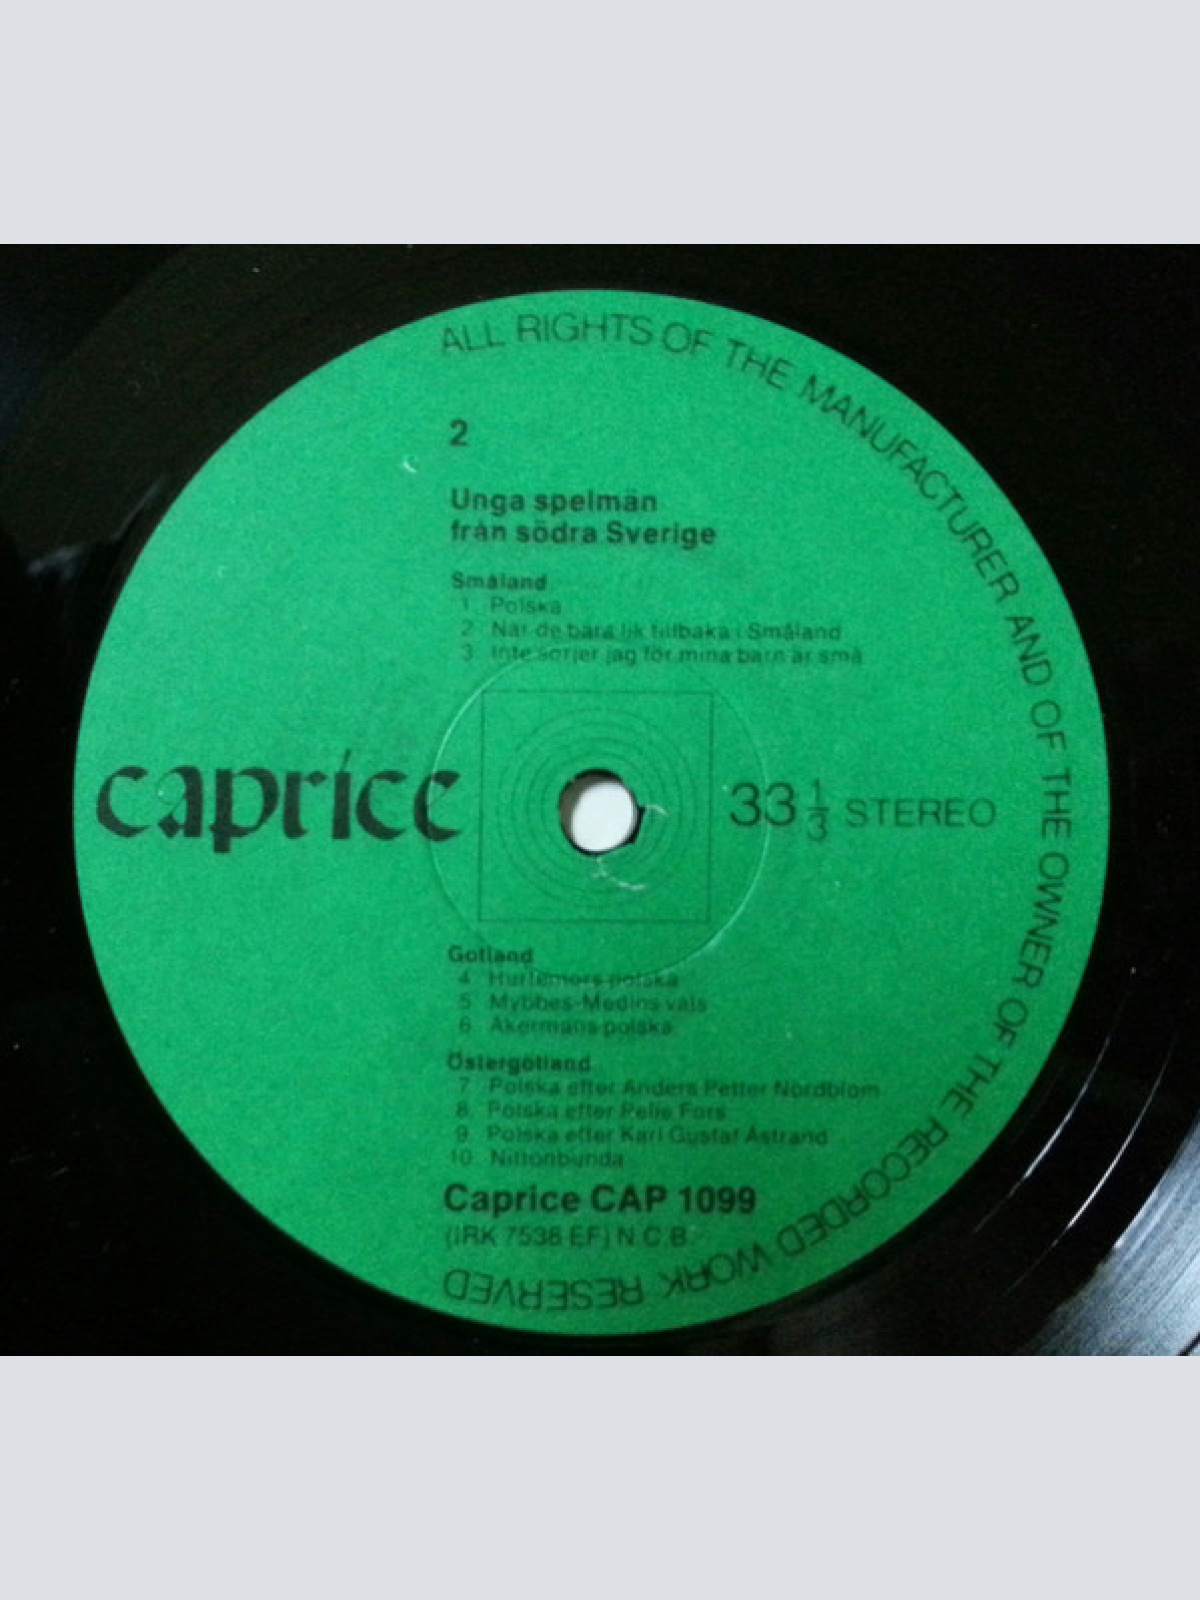 ALL RIGHTS OF THE MANUFACTURER AND OF THE OWNER OF THE RECORDED WORK RESERVED
2
Unga spelmän
från södra Sverige
Småland
1 Polska
2 När de bära lik tillbaka i Småland
3 Inte sörjer jag för mina barn är små
caprice
33 1/3 STEREO
Gotland
4 polska
5 Mybbes-Medins vals
6 Åkermans polska
Östergötland
7 Polska efter Anders Petter Nordblom
8. Polska efter Pelle Fors
9. Polska efter Karl Gustaf Åstrand
10 Nittonbunda
Caprice CAP 1099
(IRK 7538 EF) N.C.B.